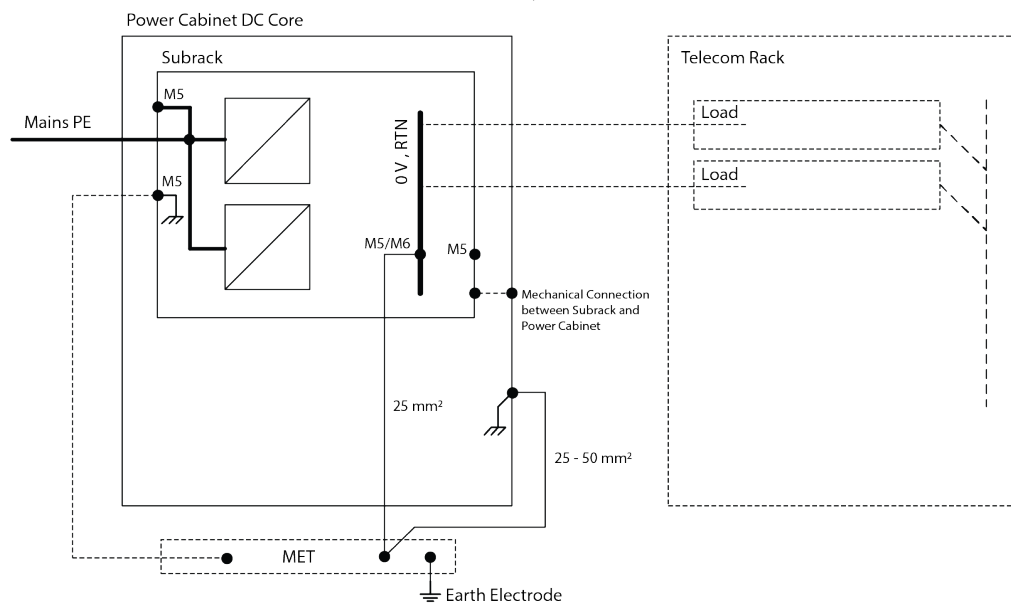 Power Cabinet DC Core
Subrack
Telecom Rack
M5
Load
Mains PE
0 V , RTN
M5
Load
M5/M6
M5
Mechanical Connection
between Subrack and
Power Cabinet
25 mm²
25 - 50 mm²
MET
Earth Electrode